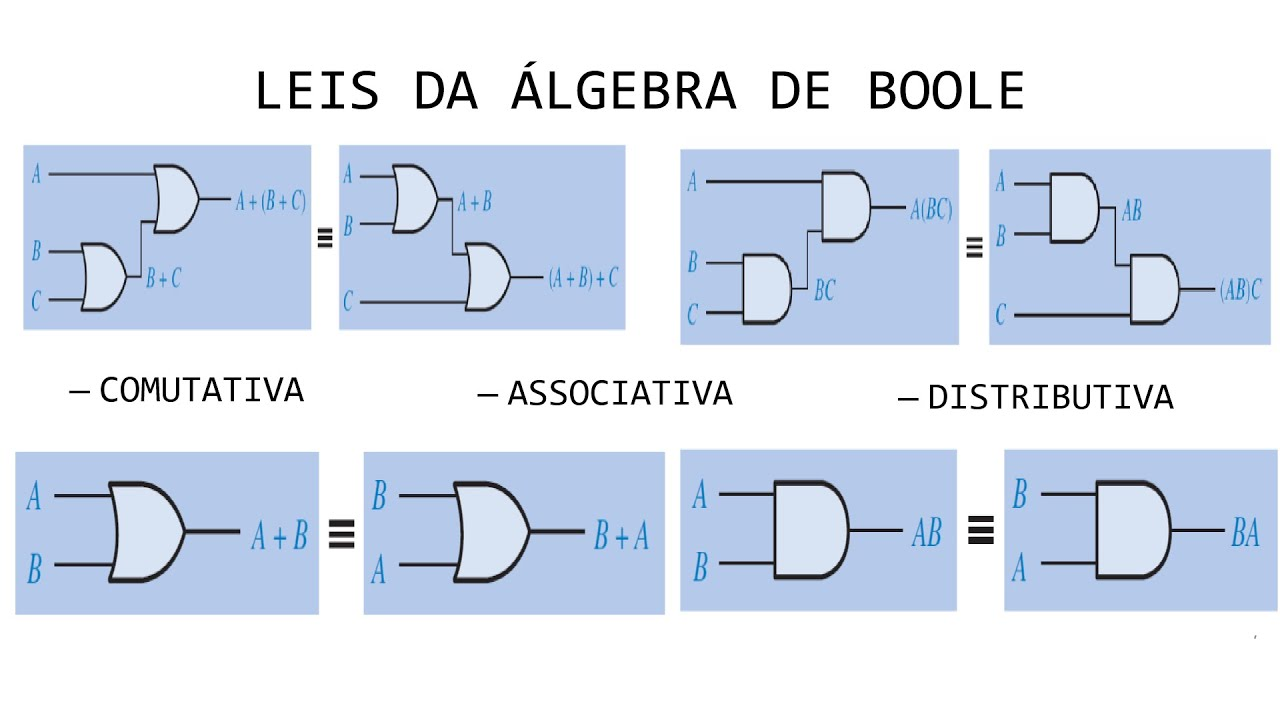 LEIS DA ÁLGEBRA DE BOOLE
A
A+(B+C)
B
B+C
C
≡
A
A+B
B
(A+B)+C
C
A
A(BC)
B
BC
C
≡
A
AB
B
(AB)C
C
– COMUTATIVA
– ASSOCIATIVA
– DISTRIBUTIVA
A
A+B
B
≡
B
B+A
A
A
AB
B
≡
B
BA
A